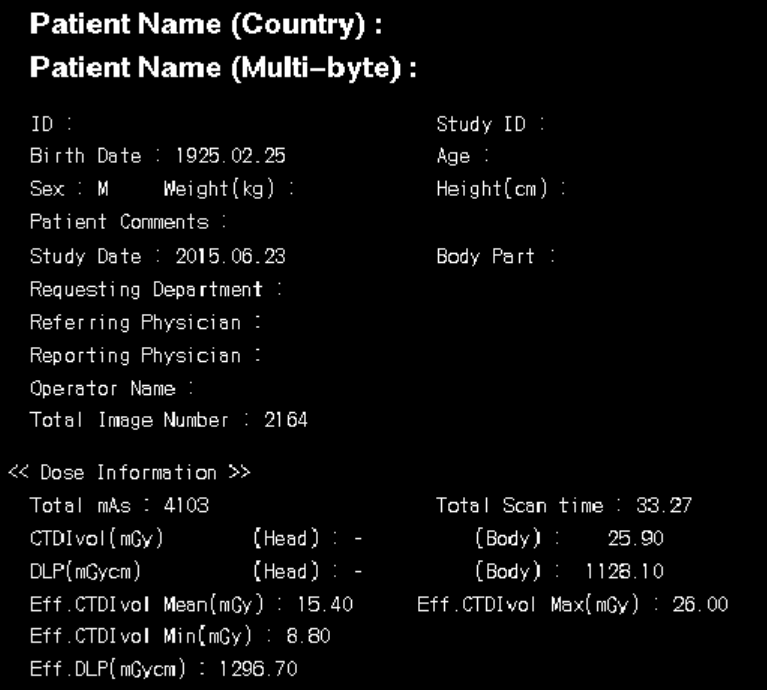 Patient Name (Country) :
Patient Name (Multi-byte) :
ID : Study ID :
Birth Date : 1925.02.25 Age :
Sex : M Weight(kg) : Height(cm) :
Patient Comments :
Study Date : 2015.06.23 Body Part :
Requesting Department :
Referring Physician :
Reporting Physician :
Operator Name :
Total Image Number : 2164
<< Dose Information >>
Total mAs : 4103 Total Scan time : 33.27
CTDIvol(mGy) (Head) : - (Body) : 25.90
DLP(mGycm) (Head) : - (Body) : 1128.10
Eff.CTDIvol Mean(mGy) : 15.40 Eff.CTDIvol Max(mGy) : 26.00
Eff.CTDIvol Min(mGy) : 8.80
Eff.DLP(mGycm) : 1296.70